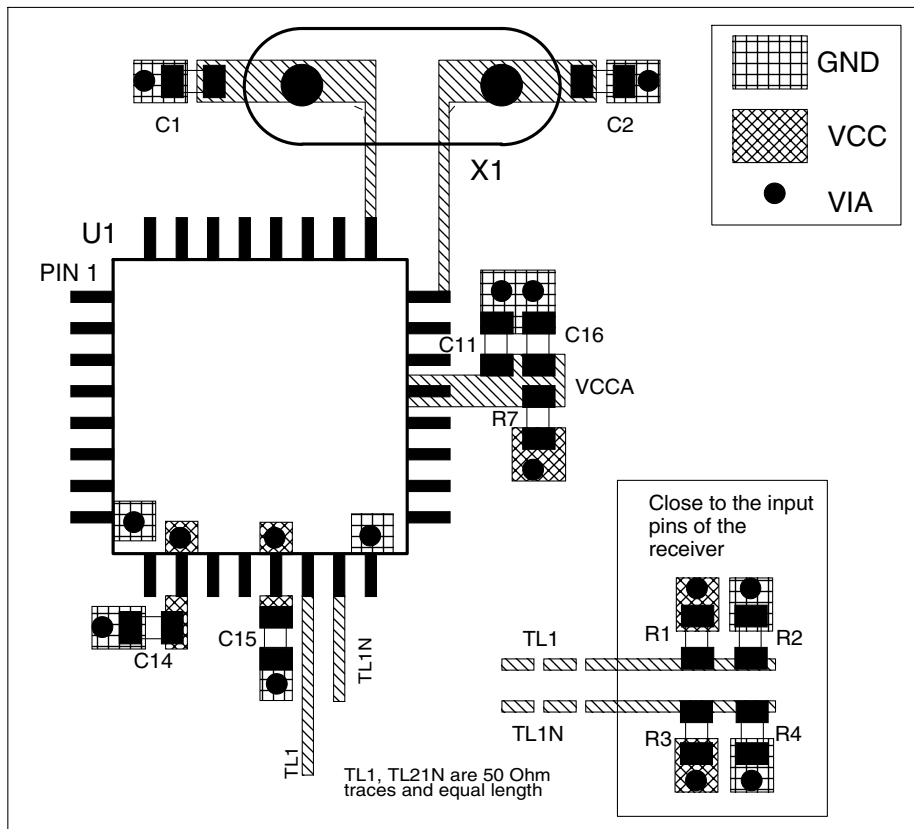 GND
VCC
VIA
C1
C2
X1
U1
PIN 1
C11
C16
VCCA
R7
Close to the input
pins of the
receiver
C14
C15
TL1
TL1N
TL1
R1
R2
TL1N
R3
R4
TL1, TL21N are 50 Ohm
traces and equal length